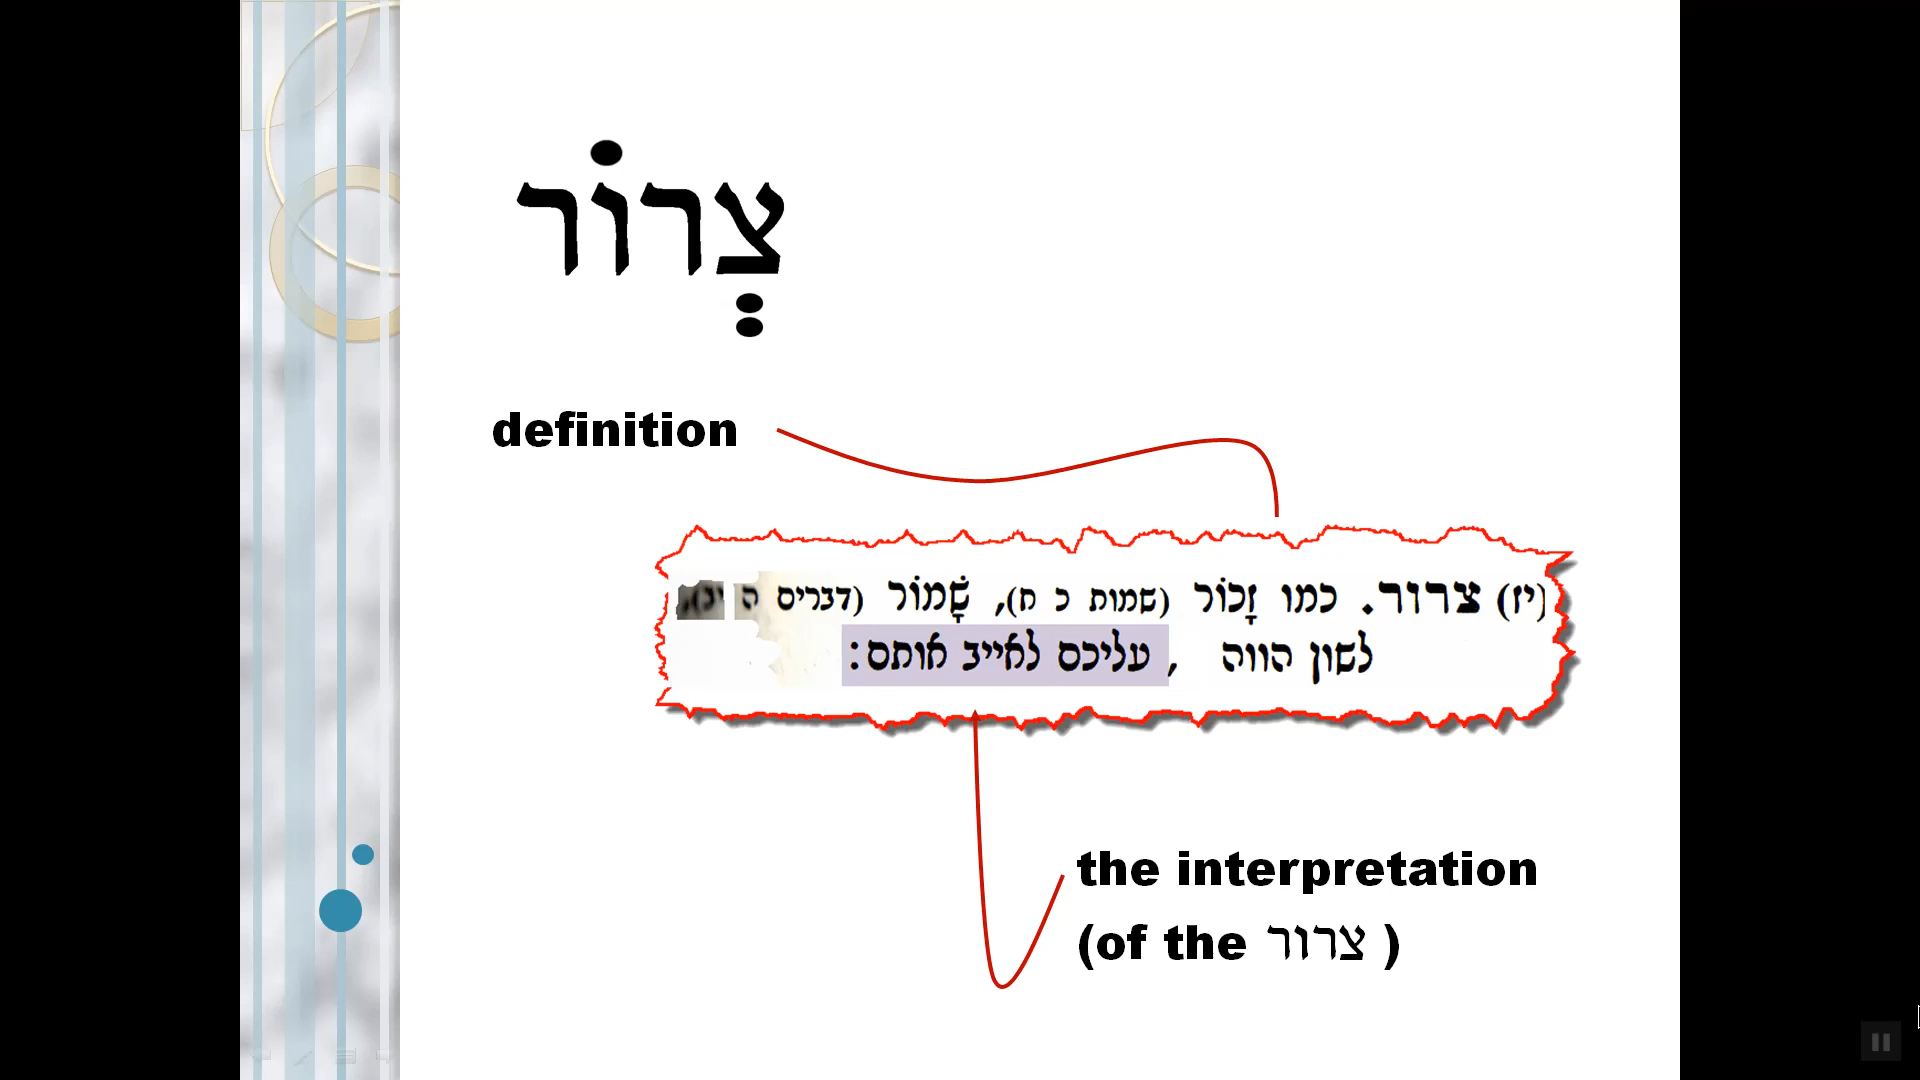 צְרוֹר
definition
(יז) צרור. כמו זָכוֹר (שמות כ ח), שָׁמוֹר (דברים ה יב),
לשון הווה , עליכם לאייב אותם:
the interpretation
(of the צרור )